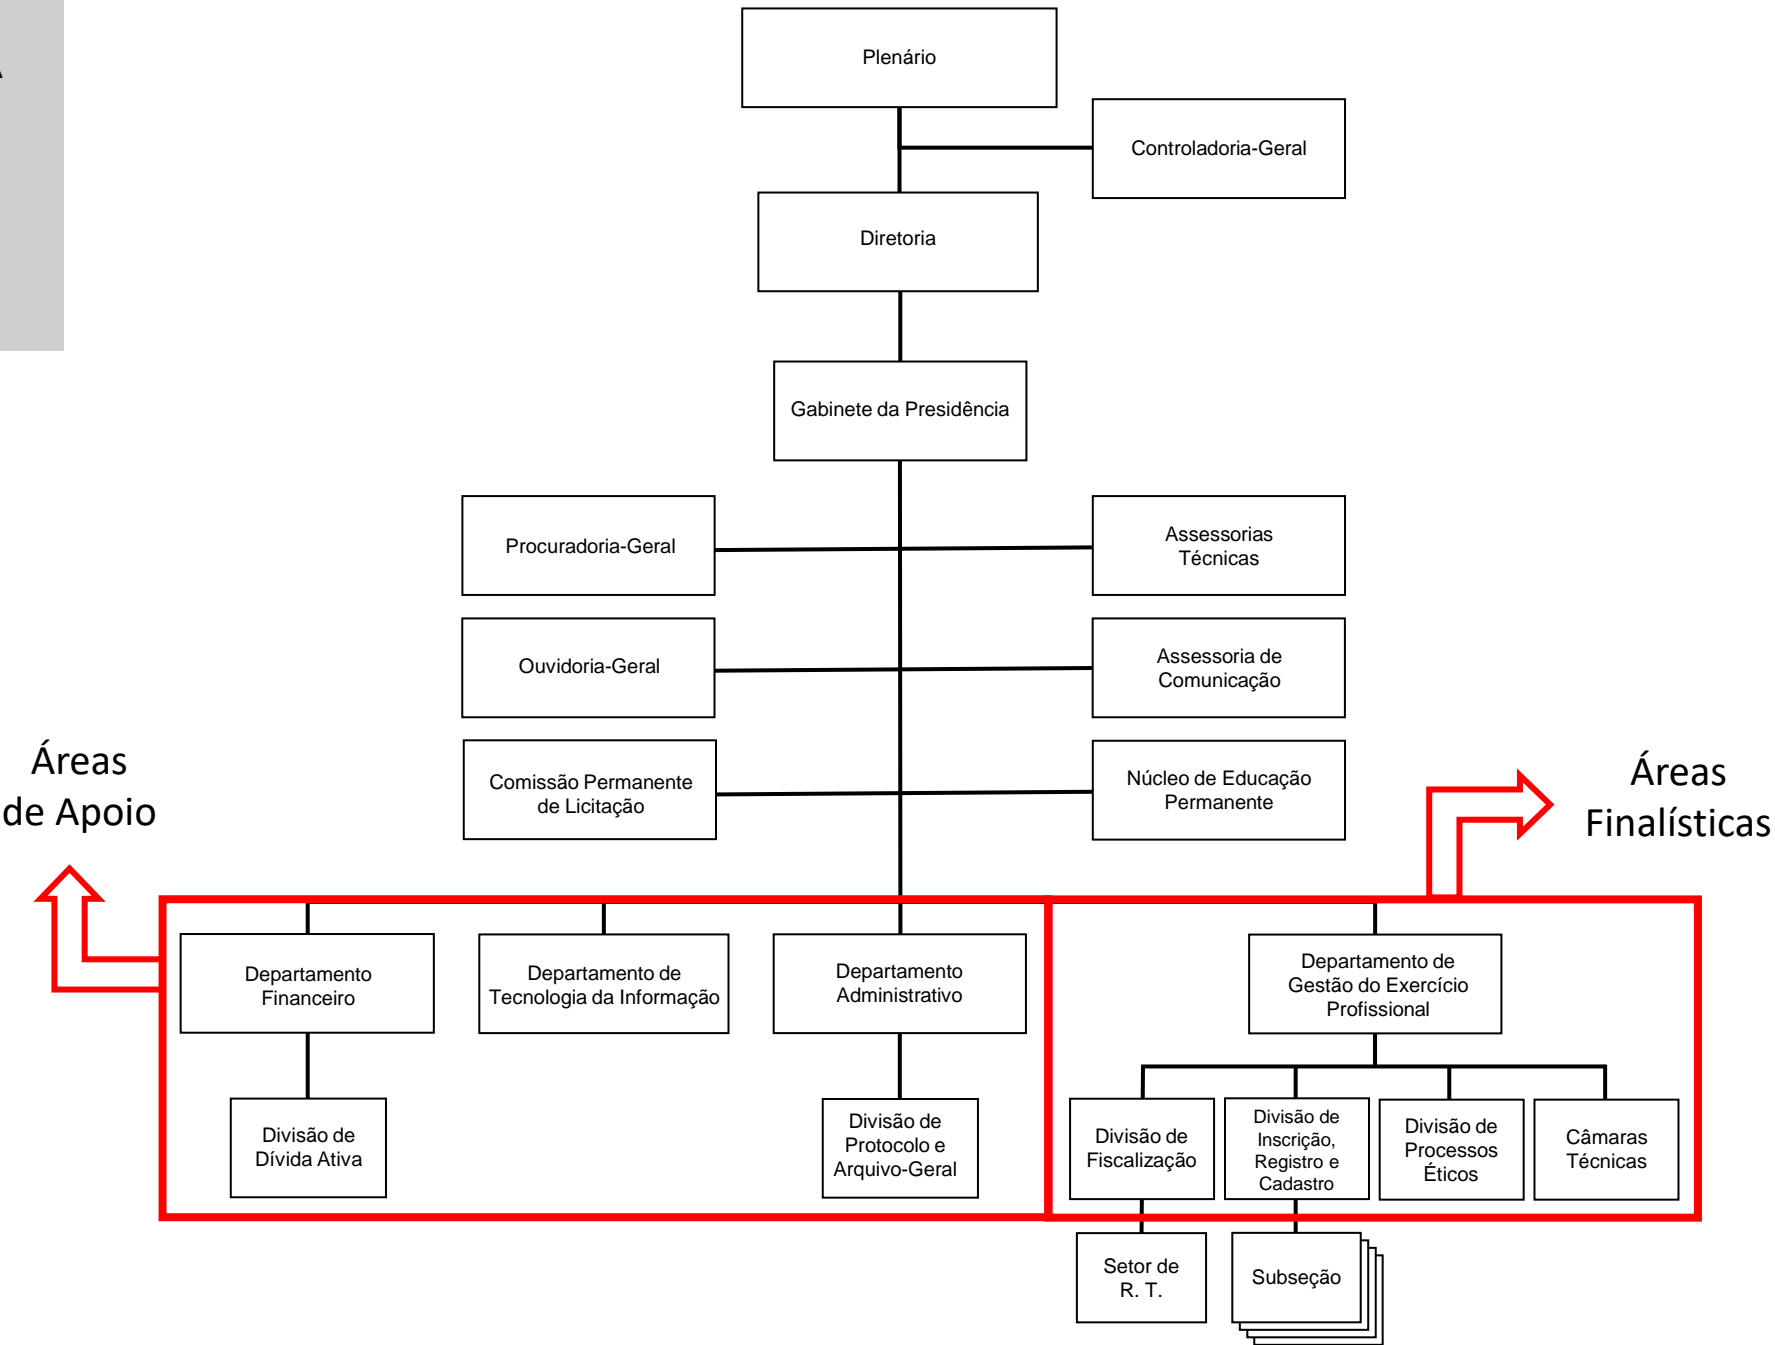 Plenário
Controladoria-Geral
Diretoria
Gabinete da Presidência
Procuradoria-Geral
Assessorias
Técnicas
Ouvidoria-Geral
Assessoria de
Comunicação
Comissão Permanente
de Licitação
Núcleo de Educação
Permanente
Áreas
de Apoio
Áreas
Finalísticas
Departamento
Financeiro
Departamento de
Tecnologia da Informação
Departamento
Administrativo
Departamento de
Gestão do Exercício
Profissional
Divisão de
Dívida Ativa
Divisão de
Protocolo e
Arquivo-Geral
Divisão de
Fiscalização
Divisão de
Inscrição,
Registro e
Cadastro
Divisão de
Processos
Éticos
Câmaras
Técnicas
Setor de
R. T.
Subseção